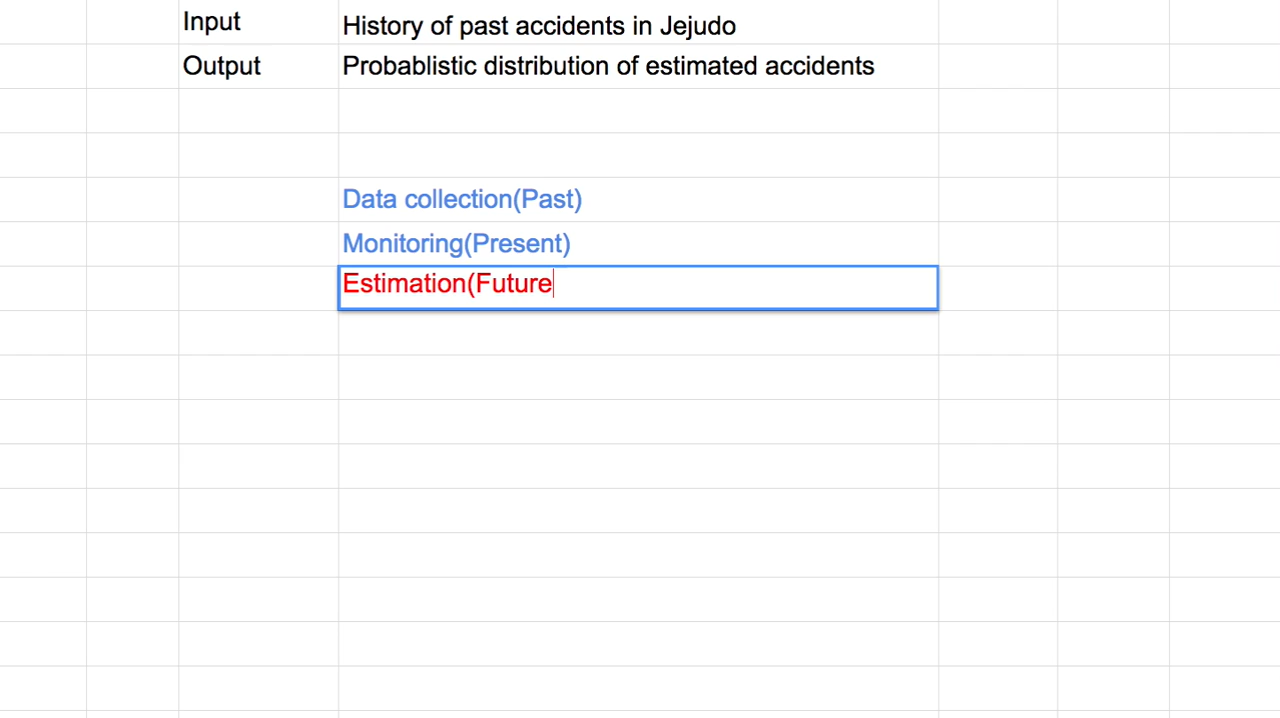 Input History of past accidents in Jejudo
Output Probablistic distribution of estimated accidents
Data collection(Past)
Monitoring(Present)
Estimation(Future